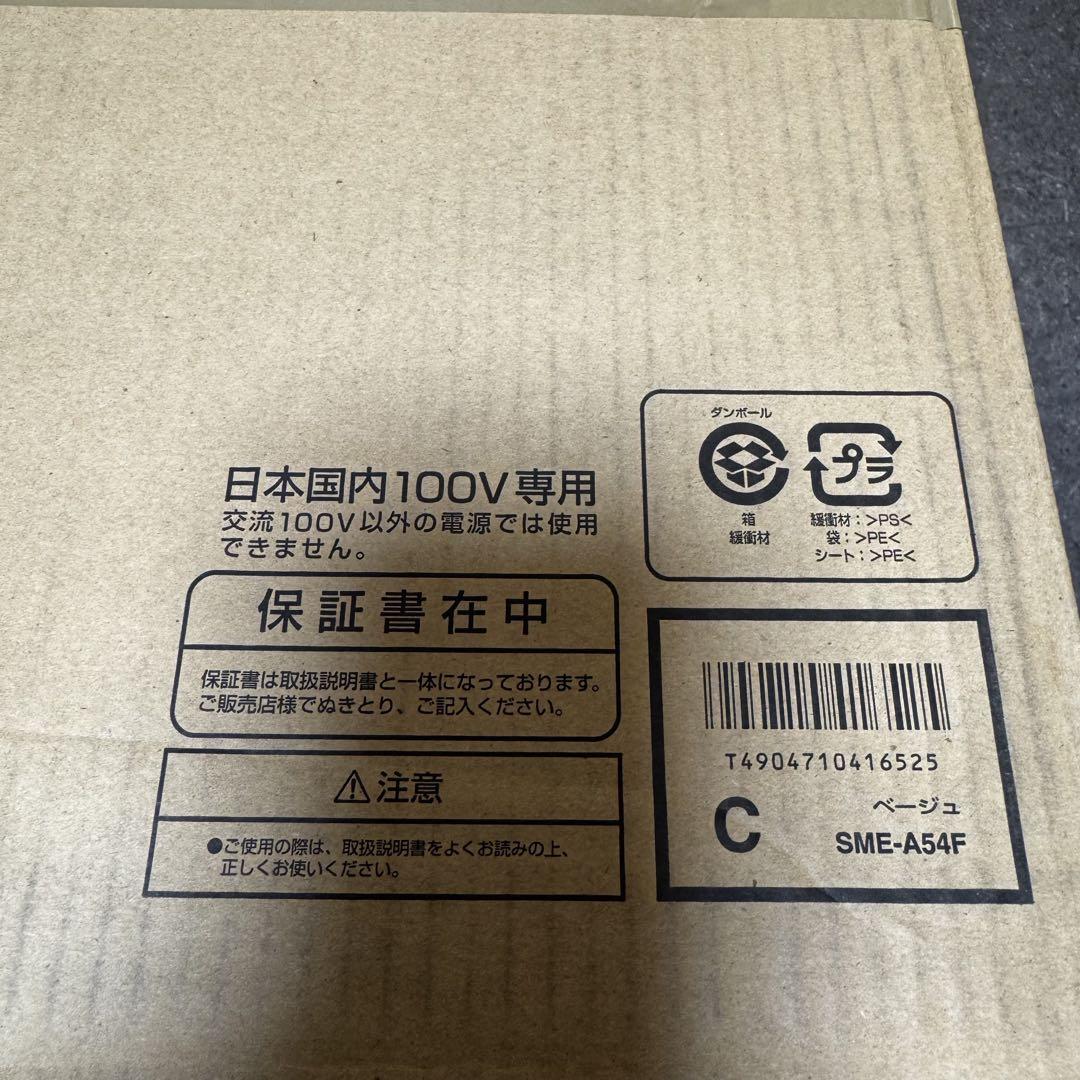 日本国内100V専用
交流100V以外の電源では使用
できません。
保証書在中
保証書は取扱説明書と一体になっております。
ご販売店様でぬきとり、ご記入ください。
注意
●ご使用の際は、取扱説明書をよくお読みの上、
正しくお使いください。
ダンボール
箱
緩衝材
プラ
緩衝材：>PS<
袋：>PE<
シート：>PE<
T4904710416525
C
ベージュ
SME-A54F